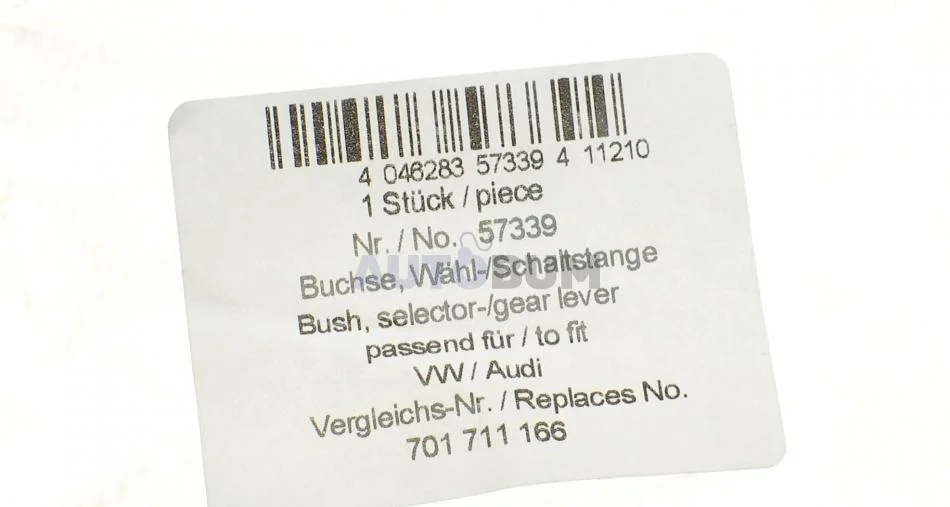 4 046283 57339 4 11210
1 Stück / piece
Nr. / No. 57339
AUTOBUM
Buchse, Wähl-/Schaltstange
Bush, selector-/gear lever
passend für / to fit
VW / Audi
Vergleichs-Nr. / Replaces No.
701 711 166